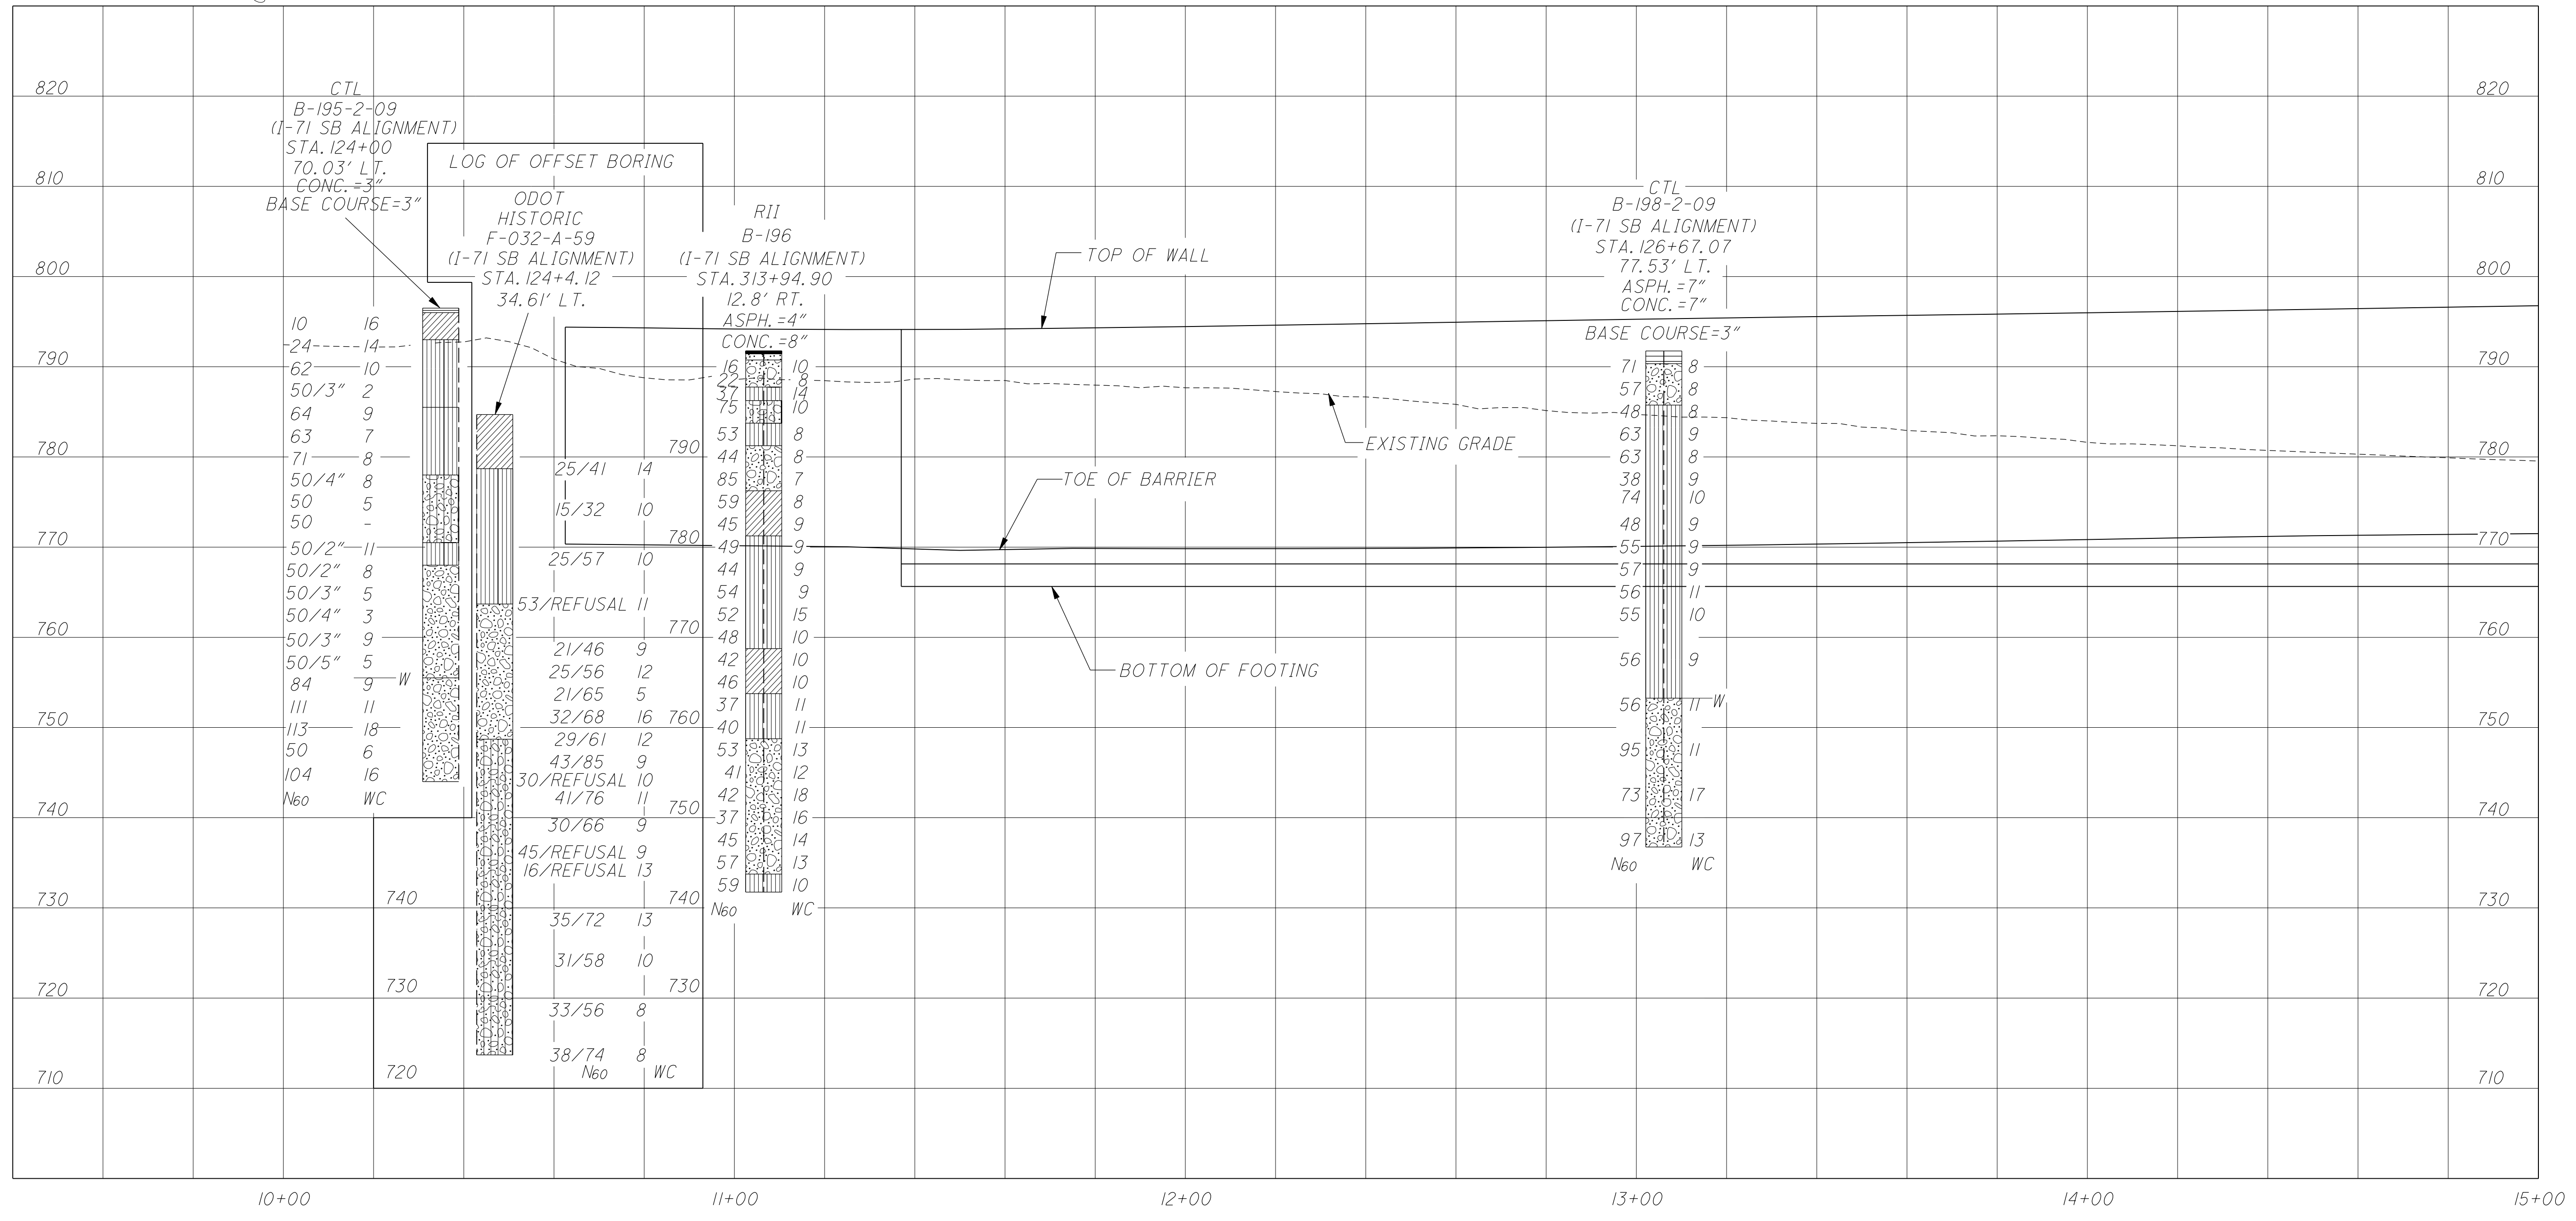 820
820
CTL
B-195-2-09
(I-71 SB ALIGNMENT)
STA.124+00
70.03' LT.
CONC.=3"
BASE COURSE=3"
LOG OF OFFSET BORING
810
810
ODOT
HISTORIC
F-032-A-59
(I-71 SB ALIGNMENT)
STA.124+4.12
34.61' LT.
RII
B-196
(I-71 SB ALIGNMENT)
STA.313+94.90
12.8' RT.
ASPH.=4"
CONC.=8"
CTL
B-198-2-09
(I-71 SB ALIGNMENT)
STA.126+67.07
77.53' LT.
ASPH.=7"
CONC.=7"
BASE COURSE=3"
TOP OF WALL
EXISTING GRADE
TOE OF BARRIER
BOTTOM OF FOOTING
800
790
780
770
760
750
740
730
720
710
10 16
24 14
62 10
50/3" 2
64 9
63 7
71 8
50/4" 8
50 5
50 -
50/2" 11
50/2" 8
50/3" 5
50/4" 3
50/3" 9
50/5" 5
W
84 9
111 11
113 18
50 6
104 16
N60 WC
740
730
720
25/41 14
15/32 10
25/57 10
53/REFUSAL 11
21/46 9
25/56 12
21/65 5
32/68 16
29/61 12
43/85 9
30/REFUSAL 10
41/76 11
30/66 9
45/REFUSAL 9
16/REFUSAL 13
35/72 13
31/58 10
33/56 8
38/74 8
N60 WC
790
780
770
760
750
740
730
16 10
22 8
37 14
75 10
53 8
44 8
85 7
59 8
45 9
49 9
44 9
54 9
52 15
48 10
42 10
46 10
37 11
40 11
53 13
41 12
42 18
37 16
45 14
57 13
59 10
N60 WC
71 8
57 8
48 8
63 9
63 8
38 9
74 10
48 9
55 9
57 9
56 11
55 10
56 9
56 11 W
95 11
73 17
97 13
N60 WC
800
790
780
770
760
750
740
730
720
710
10+00
11+00
12+00
13+00
14+00
15+00